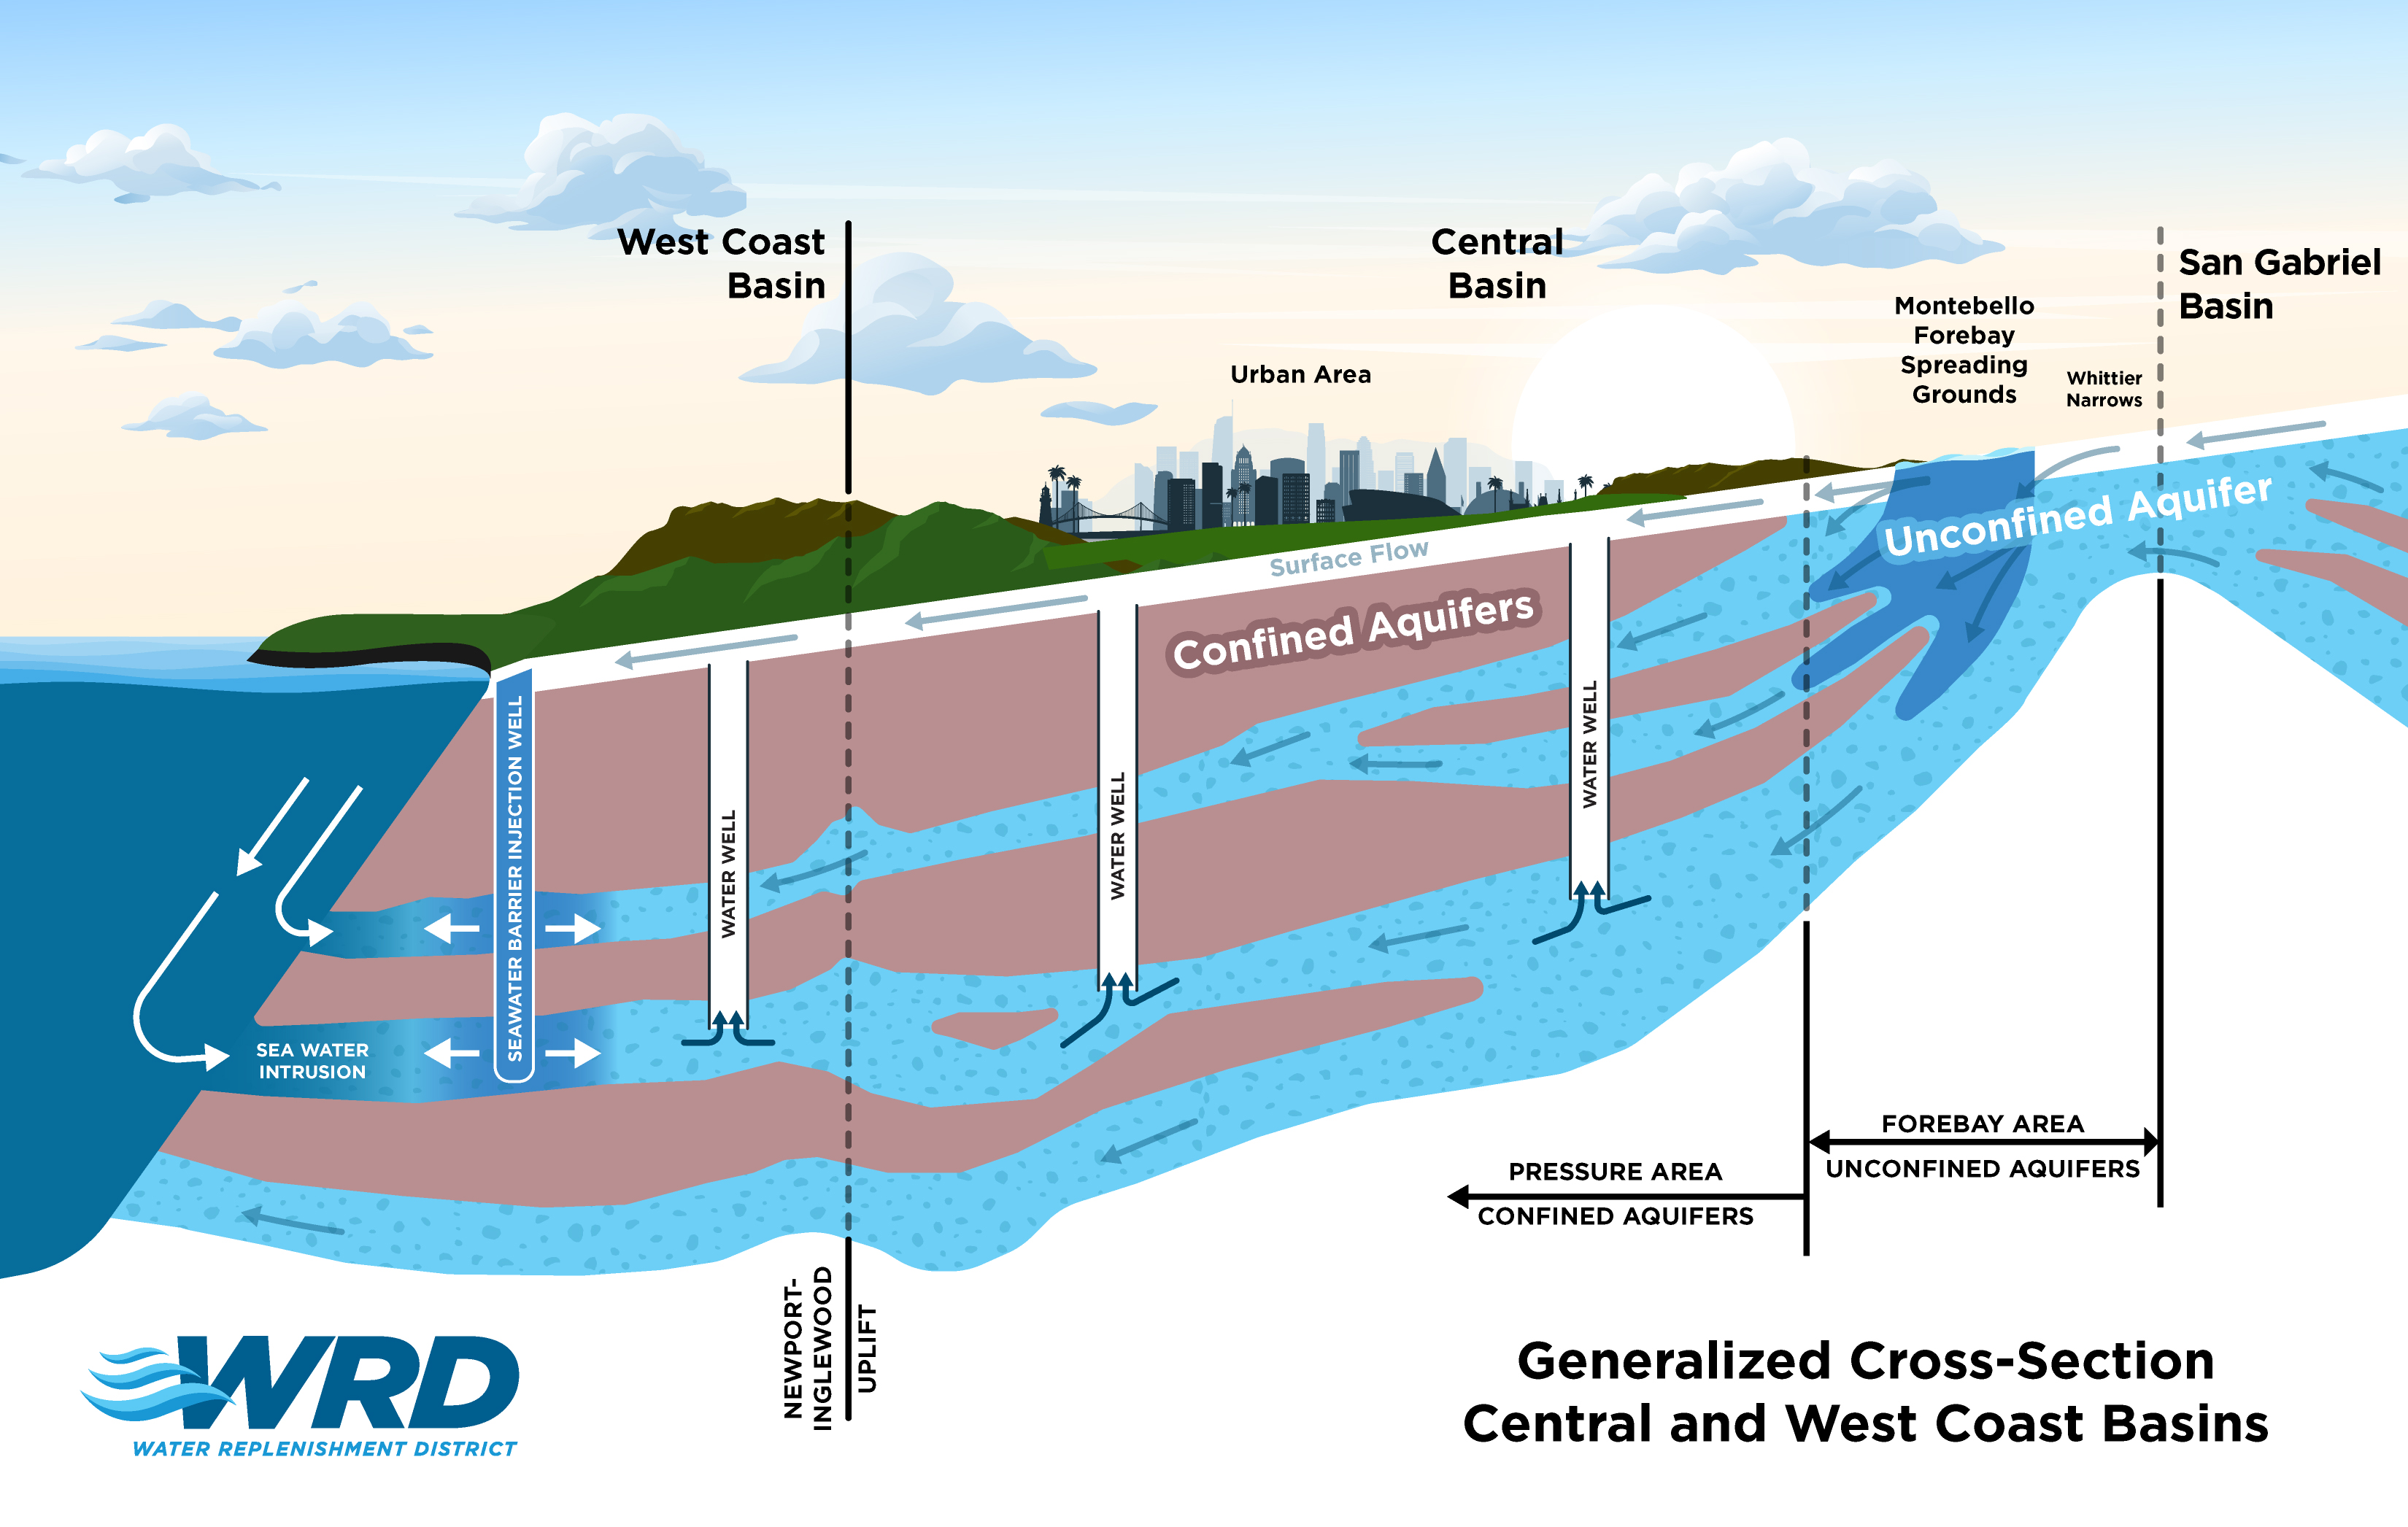 West Coast
Basin
Central
Basin
San Gabriel
Basin
Montebello
Forebay
Spreading
Grounds
Whittier
Narrows
Urban Area
Unconfined Aquifer
Surface Flow
Confined Aquifers
SEAWATER BARRIER INJECTION WELL
WATER WELL
WATER WELL
WATER WELL
SEA WATER
INTRUSION
FOREBAY AREA
UNCONFINED AQUIFERS
PRESSURE AREA
CONFINED AQUIFERS
NEWPORT-
INGLEWOOD
UPLIFT
WRD
WATER REPLENISHMENT DISTRICT
Generalized Cross-Section
Central and West Coast Basins